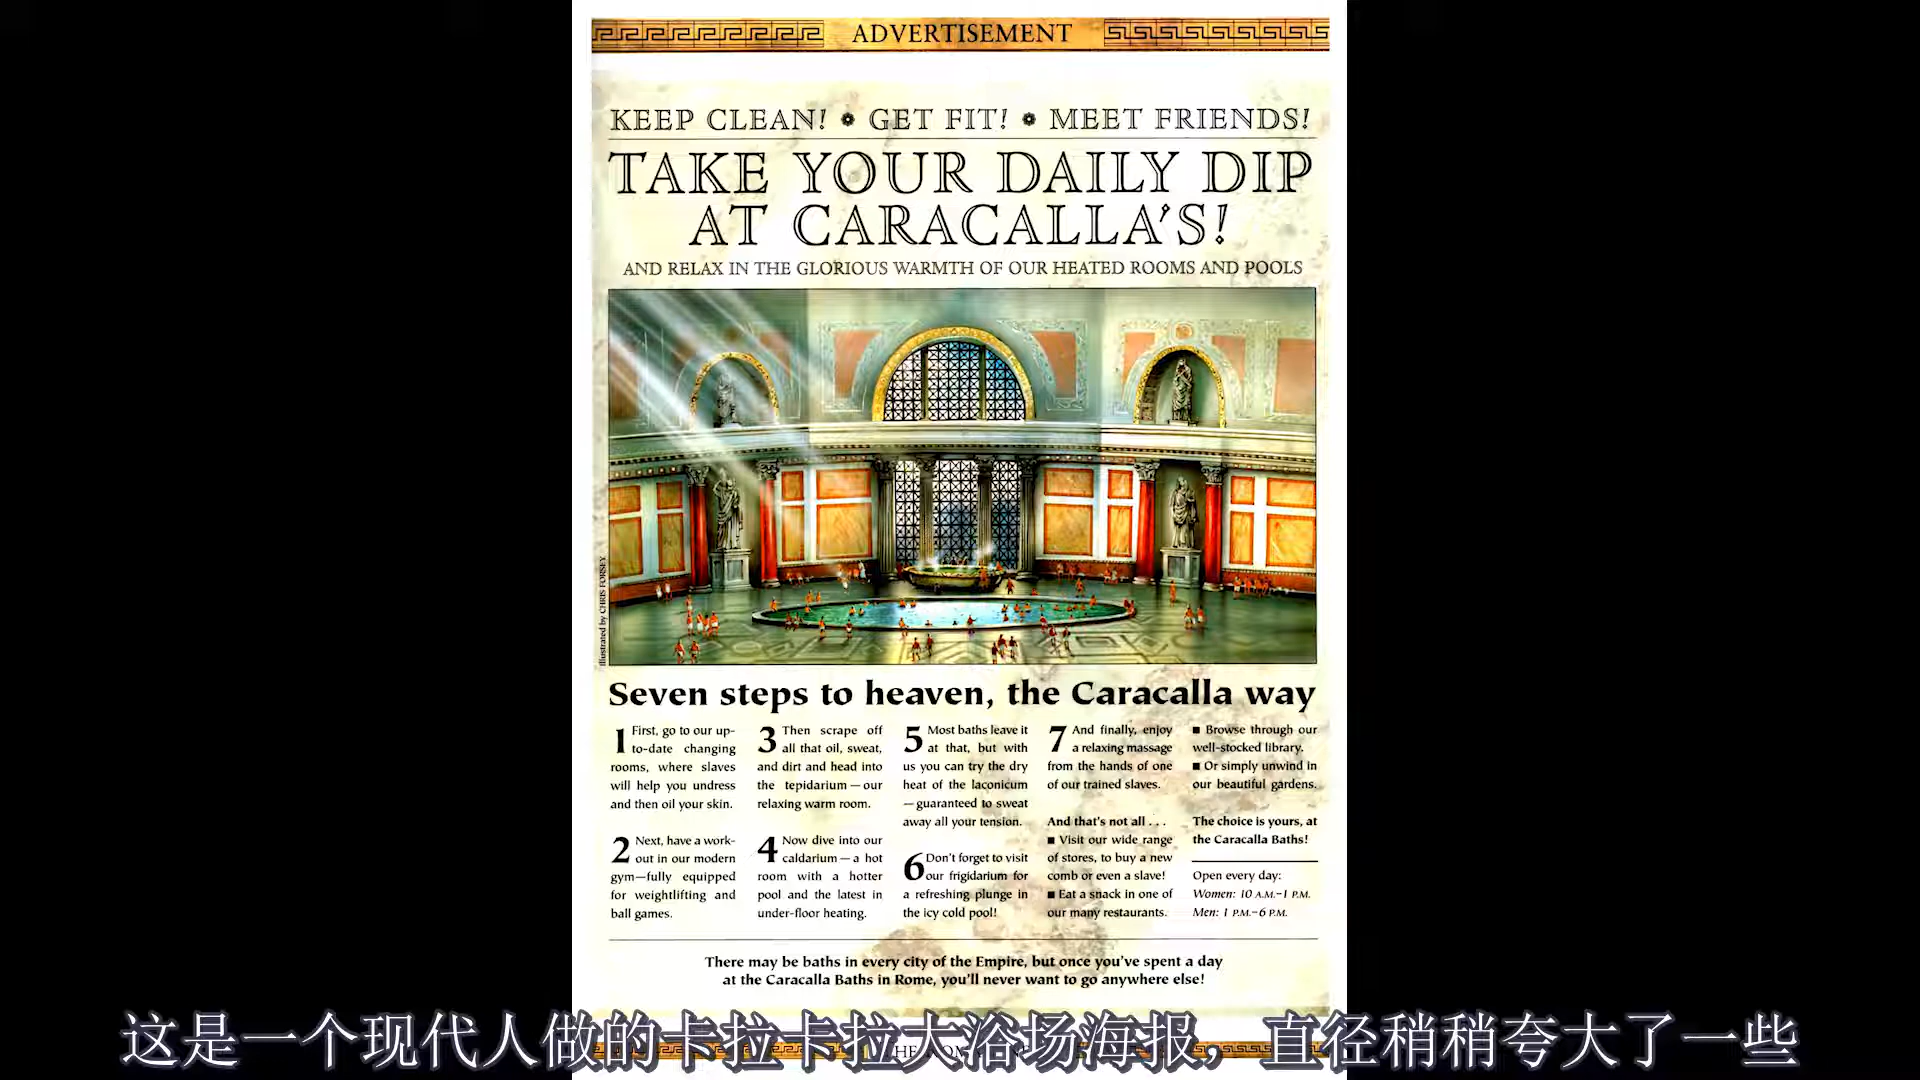 ADVERTISEMENT
KEEP CLEAN! ● GET FIT! ● MEET FRIENDS!
TAKE YOUR DAILY DIP
AT CARACALLA'S!
AND RELAX IN THE GLORIOUS WARMTH OF OUR HEATED ROOMS AND POOLS
Illustrated by CHRIS FORSEY
Seven steps to heaven, the Caracalla way
1 First, go to our up-
to-date changing
rooms, where slaves
will help you undress
and then oil your skin.
2 Next, have a work-
out in our modern
gym—fully equipped
for weightlifting and
ball games.
3 Then scrape off
all that oil, sweat,
and dirt and head into
the tepidarium—our
relaxing warm room.
4 Now dive into our
caldarium—a hot
room with a hotter
pool and the latest in
under-floor heating.
5 Most baths leave it
at that, but with
us you can try the dry
heat of the laconicum
—guaranteed to sweat
away all your tension.
6 Don't forget to visit
our frigidarium for
a refreshing plunge in
the icy cold pool!
7 And finally, enjoy
a relaxing massage
from the hands of one
of our trained slaves.
And that's not all . . .
■ Visit our wide range
of stores, to buy a new
comb or even a slave!
■ Eat a snack in one of
our many restaurants.
■ Browse through our
well-stocked library.
■ Or simply unwind in
our beautiful gardens.
The choice is yours, at
the Caracalla Baths!
Open every day:
Women: 10 A.M.–1 P.M.
Men: 1 P.M.–6 P.M.
There may be baths in every city of the Empire, but once you've spent a day
at the Caracalla Baths in Rome, you'll never want to go anywhere else!
这是一个现代人做的卡拉卡拉大浴场海报，直径稍稍夸大了一些